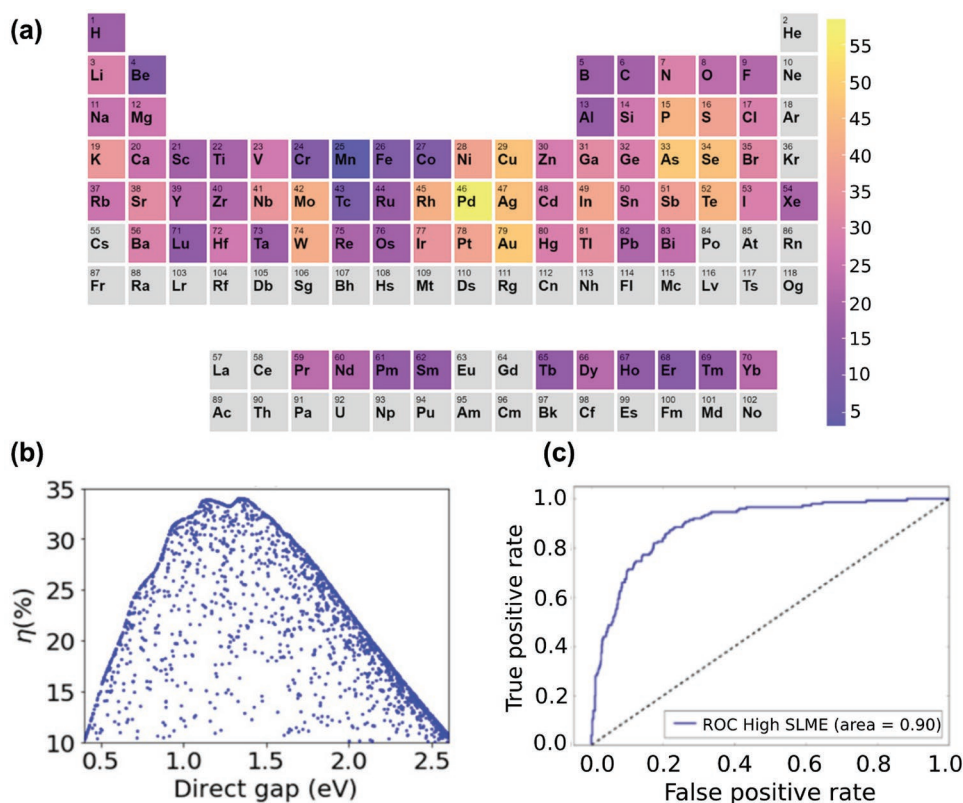 (a)
1 2
H He
3 4 5 6 7 8 9 10
Li Be B C N O F Ne
11 12 13 14 15 16 17 18
Na Mg Al Si P S Cl Ar
19 20 21 22 23 24 25 26 27 28 29 30 31 32 33 34 35 36
K Ca Sc Ti V Cr Mn Fe Co Ni Cu Zn Ga Ge As Se Br Kr
37 38 39 40 41 42 43 44 45 46 47 48 49 50 51 52 53 54
Rb Sr Y Zr Nb Mo Tc Ru Rh Pd Ag Cd In Sn Sb Te I Xe
55 56 71 72 73 74 75 76 77 78 79 80 81 82 83 84 85 86
Cs Ba Lu Hf Ta W Re Os Ir Pt Au Hg Tl Pb Bi Po At Rn
87 88 103 104 105 106 107 108 109 110 111 112 113 114 115 116 117 118
Fr Ra Lr Rf Db Sg Bh Hs Mt Ds Rg Cn Nh Fl Mc Lv Ts Og
57 58 59 60 61 62 63 64 65 66 67 68 69 70
La Ce Pr Nd Pm Sm Eu Gd Tb Dy Ho Er Tm Yb
89 90 91 92 93 94 95 96 97 98 99 100 101 102
Ac Th Pa U Np Pu Am Cm Bk Cf Es Fm Md No
55
50
45
40
35
30
25
20
15
10
5
(b)
35
30
25
20
15
10
η(%)
0.5 1.0 1.5 2.0 2.5
Direct gap (eV)
(c)
1.0
0.8
0.6
0.4
0.2
0.0
True positive rate
ROC High SLME (area = 0.90)
0.0 0.2 0.4 0.6 0.8 1.0
False positive rate